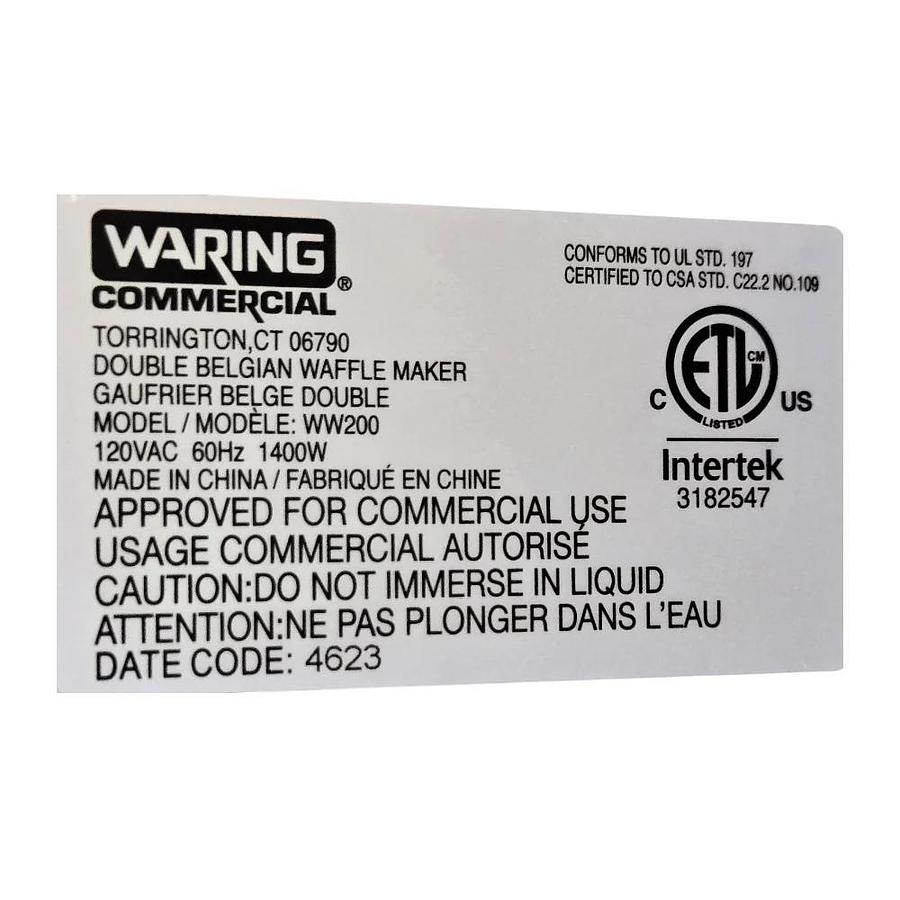 WARING
COMMERCIAL®
TORRINGTON,CT 06790
DOUBLE BELGIAN WAFFLE MAKER
GAUFRIER BELGE DOUBLE
MODEL / MODÈLE: WW200
120VAC 60Hz 1400W
MADE IN CHINA / FABRIQUÉ EN CHINE
APPROVED FOR COMMERCIAL USE
USAGE COMMERCIAL AUTORISÉ
CAUTION:DO NOT IMMERSE IN LIQUID
ATTENTION:NE PAS PLONGER DANS L'EAU
DATE CODE: 4623
CONFORMS TO UL STD. 197
CERTIFIED TO CSA STD. C22.2 NO.109
C ETL CM US
LISTED
Intertek
3182547